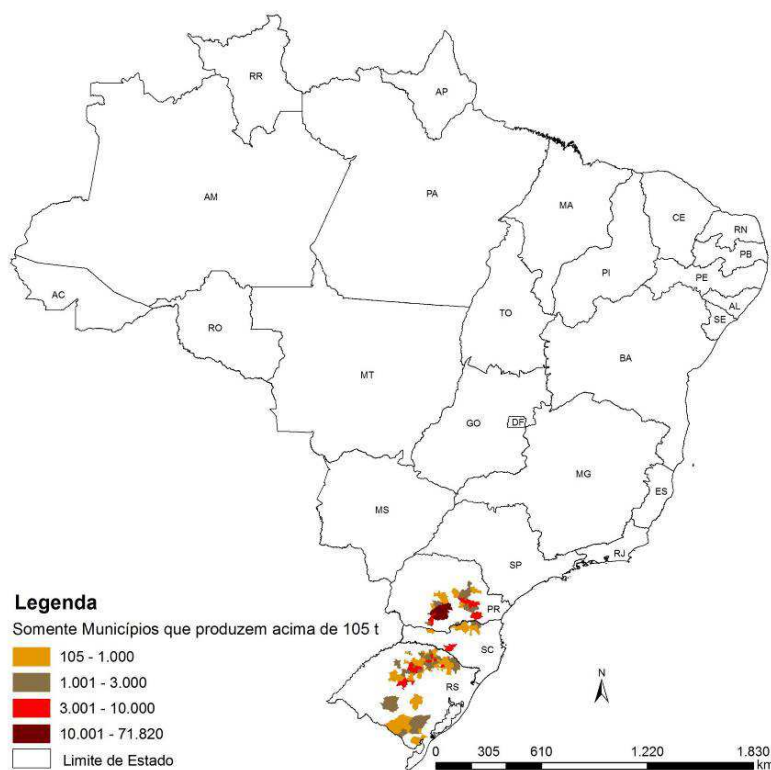 RR
AP
AM
PA
MA
CE
RN
PB
PE
PI
AC
AL
SE
TO
RO
BA
MT
GO
DF
MG
MS
ES
RJ
SP
PR
SC
RS
Legenda
Somente Municípios que produzem acima de 105 t
105 - 1.000
1.001 - 3.000
3.001 - 10.000
10.001 - 71.820
Limite de Estado
N
0 305 610 1.220 1.830
km